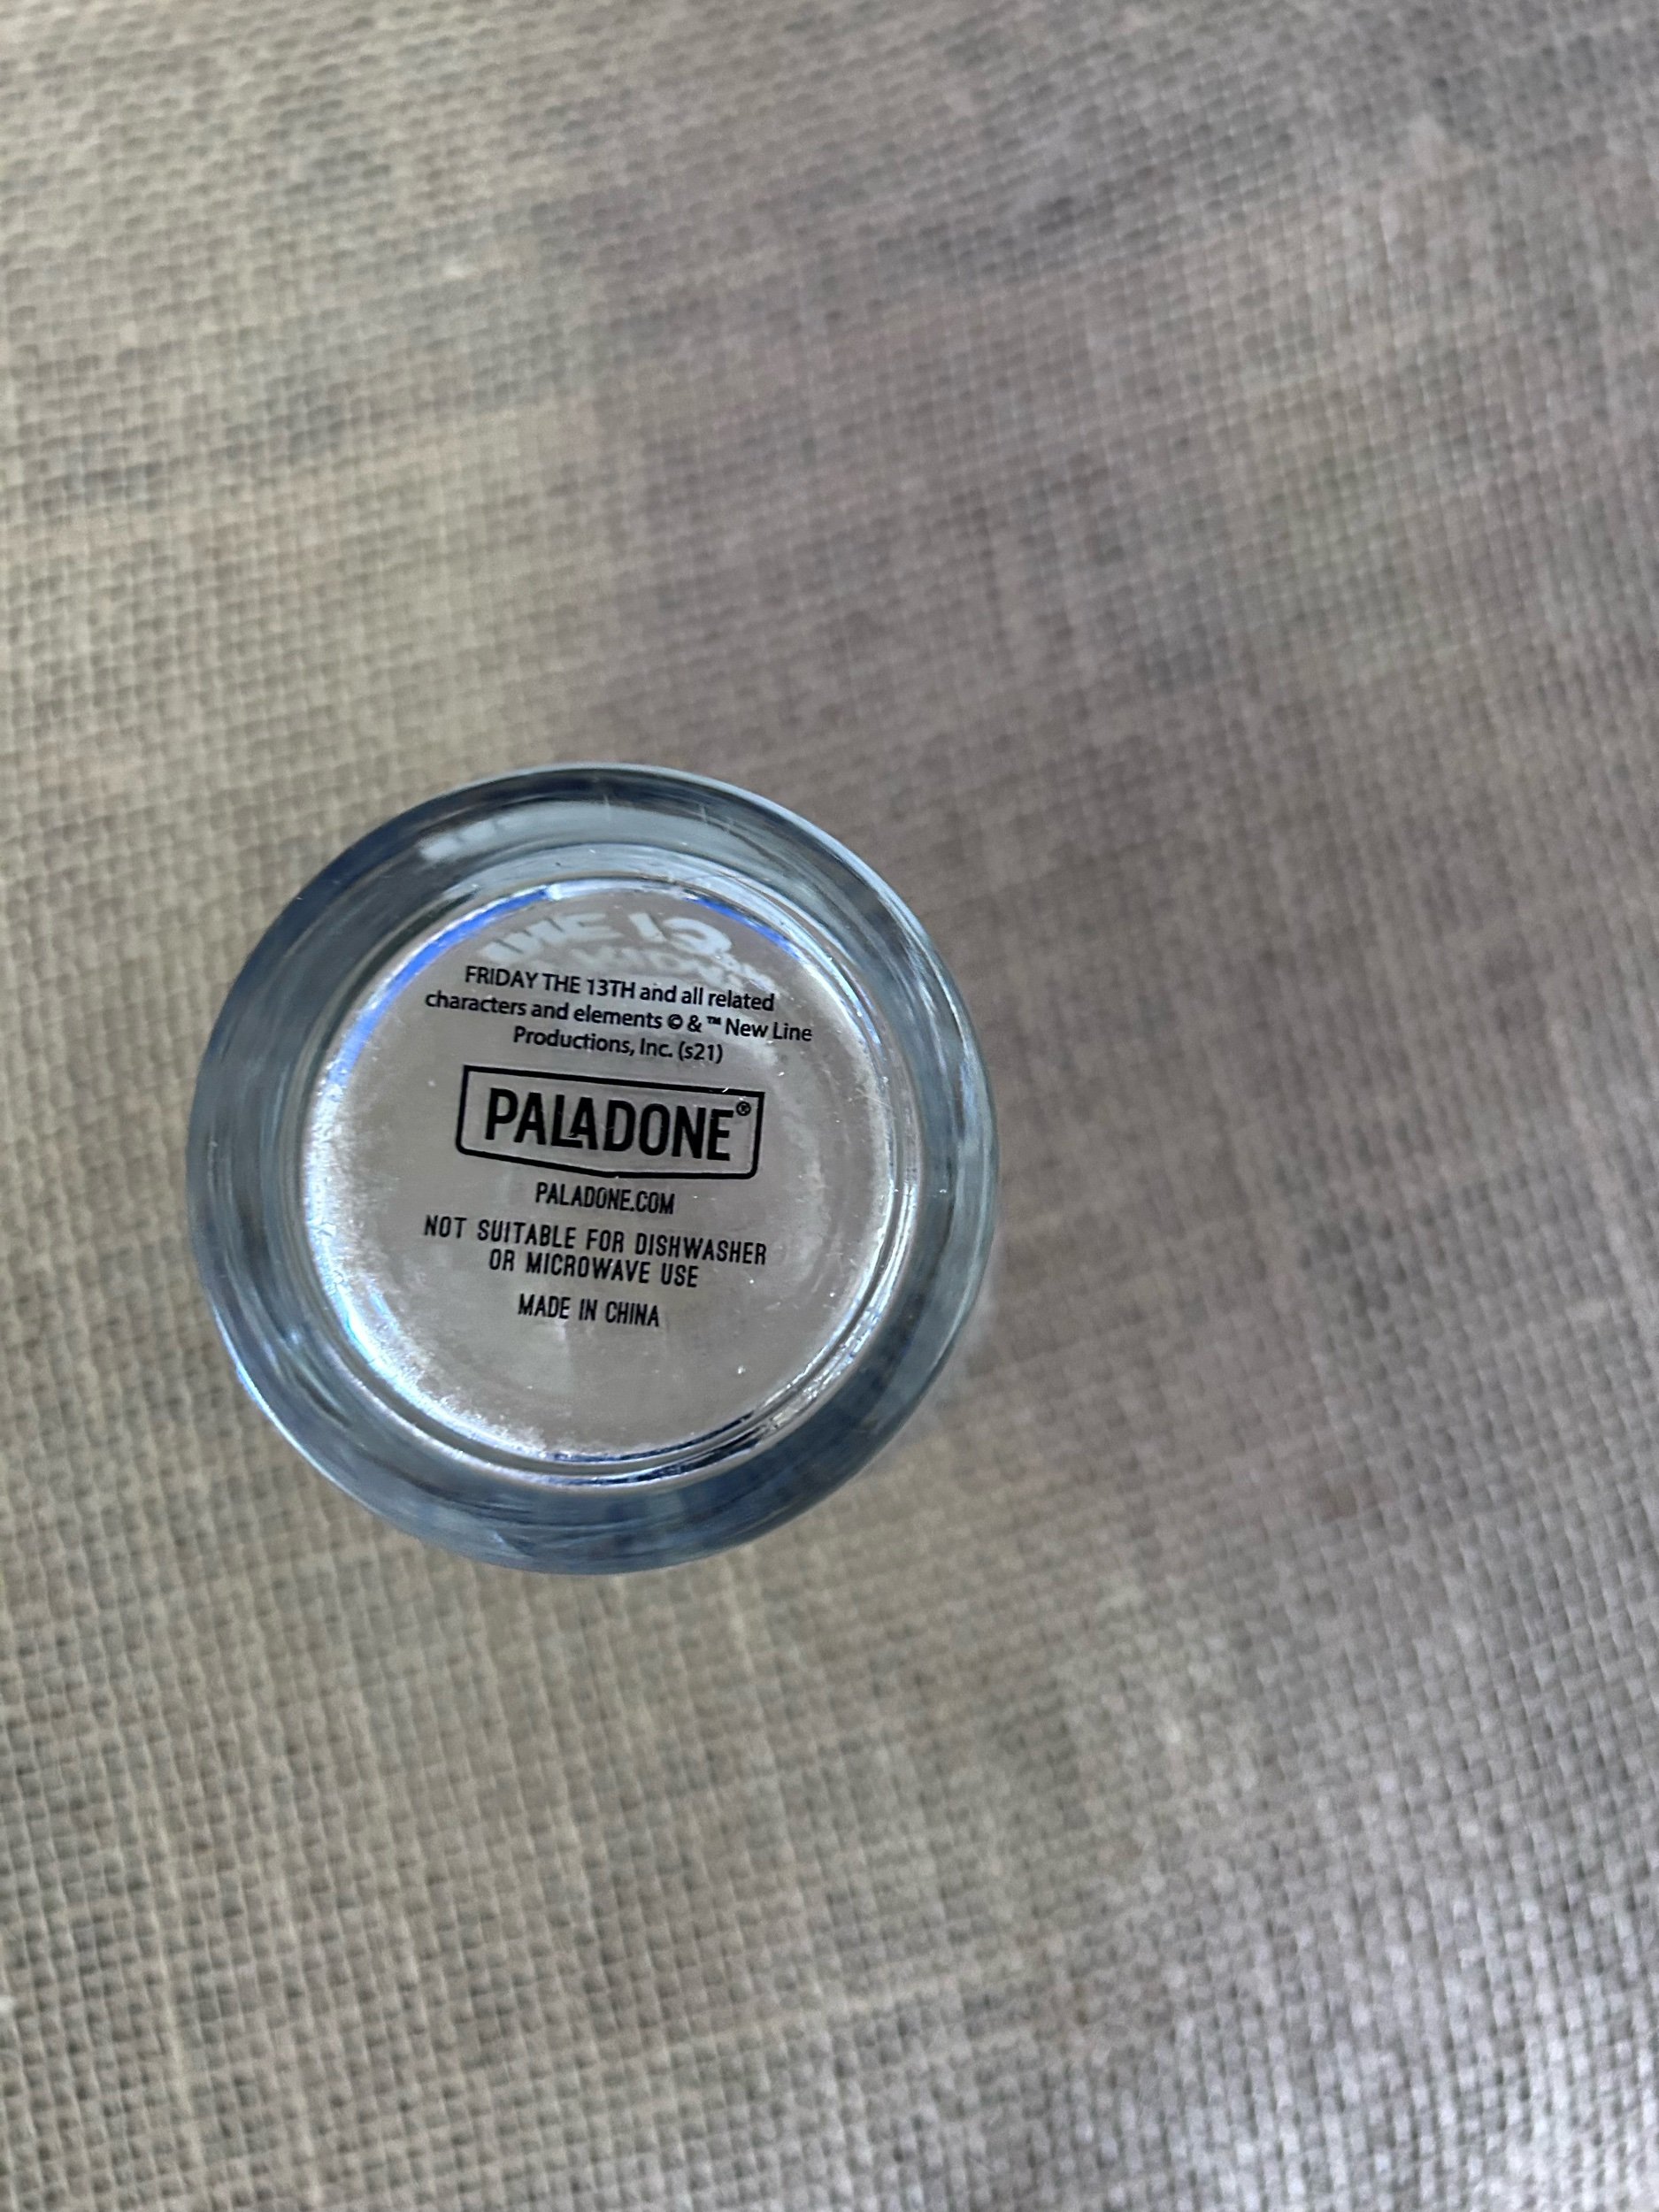 FRIDAY THE 13TH and all related
characters and elements © & ™ New Line
Productions, Inc. (s21)
PALADONE®
PALADONE.COM
NOT SUITABLE FOR DISHWASHER
OR MICROWAVE USE
MADE IN CHINA